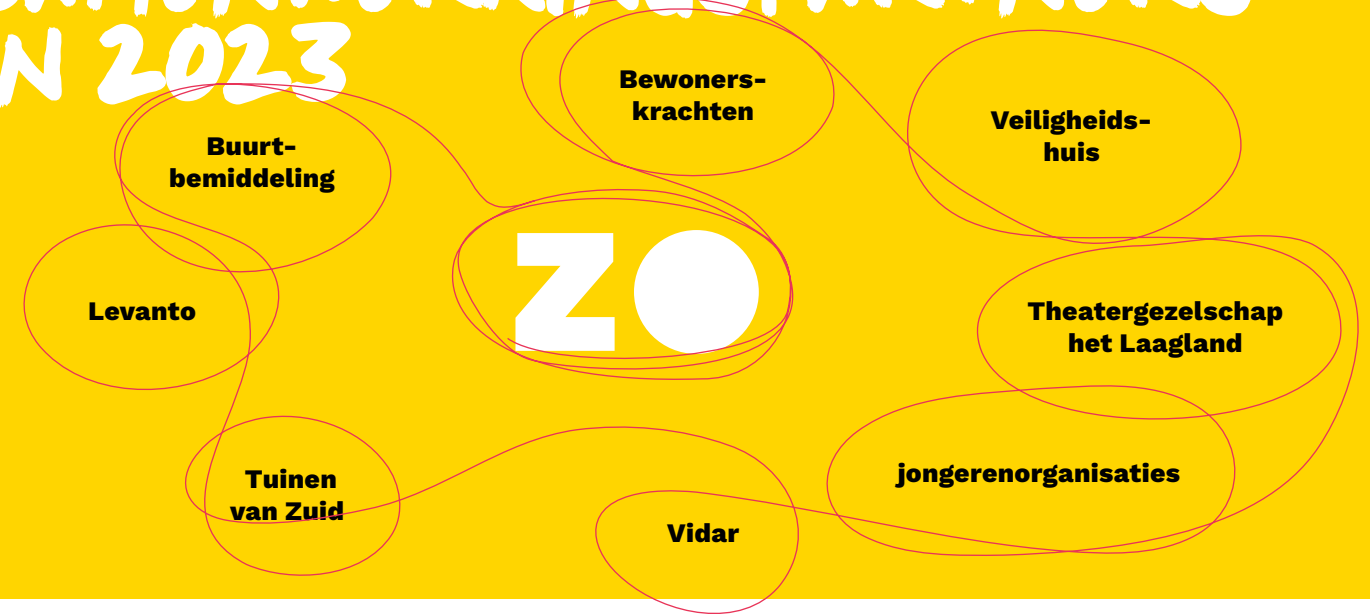 N 2023
Bewoners-
krachten
Veiligheids-
huis
Buurt-
bemiddeling
ZO
Levanto
Theatergezelschap
het Laagland
Tuinen
van Zuid
jongerenorganisaties
Vidar